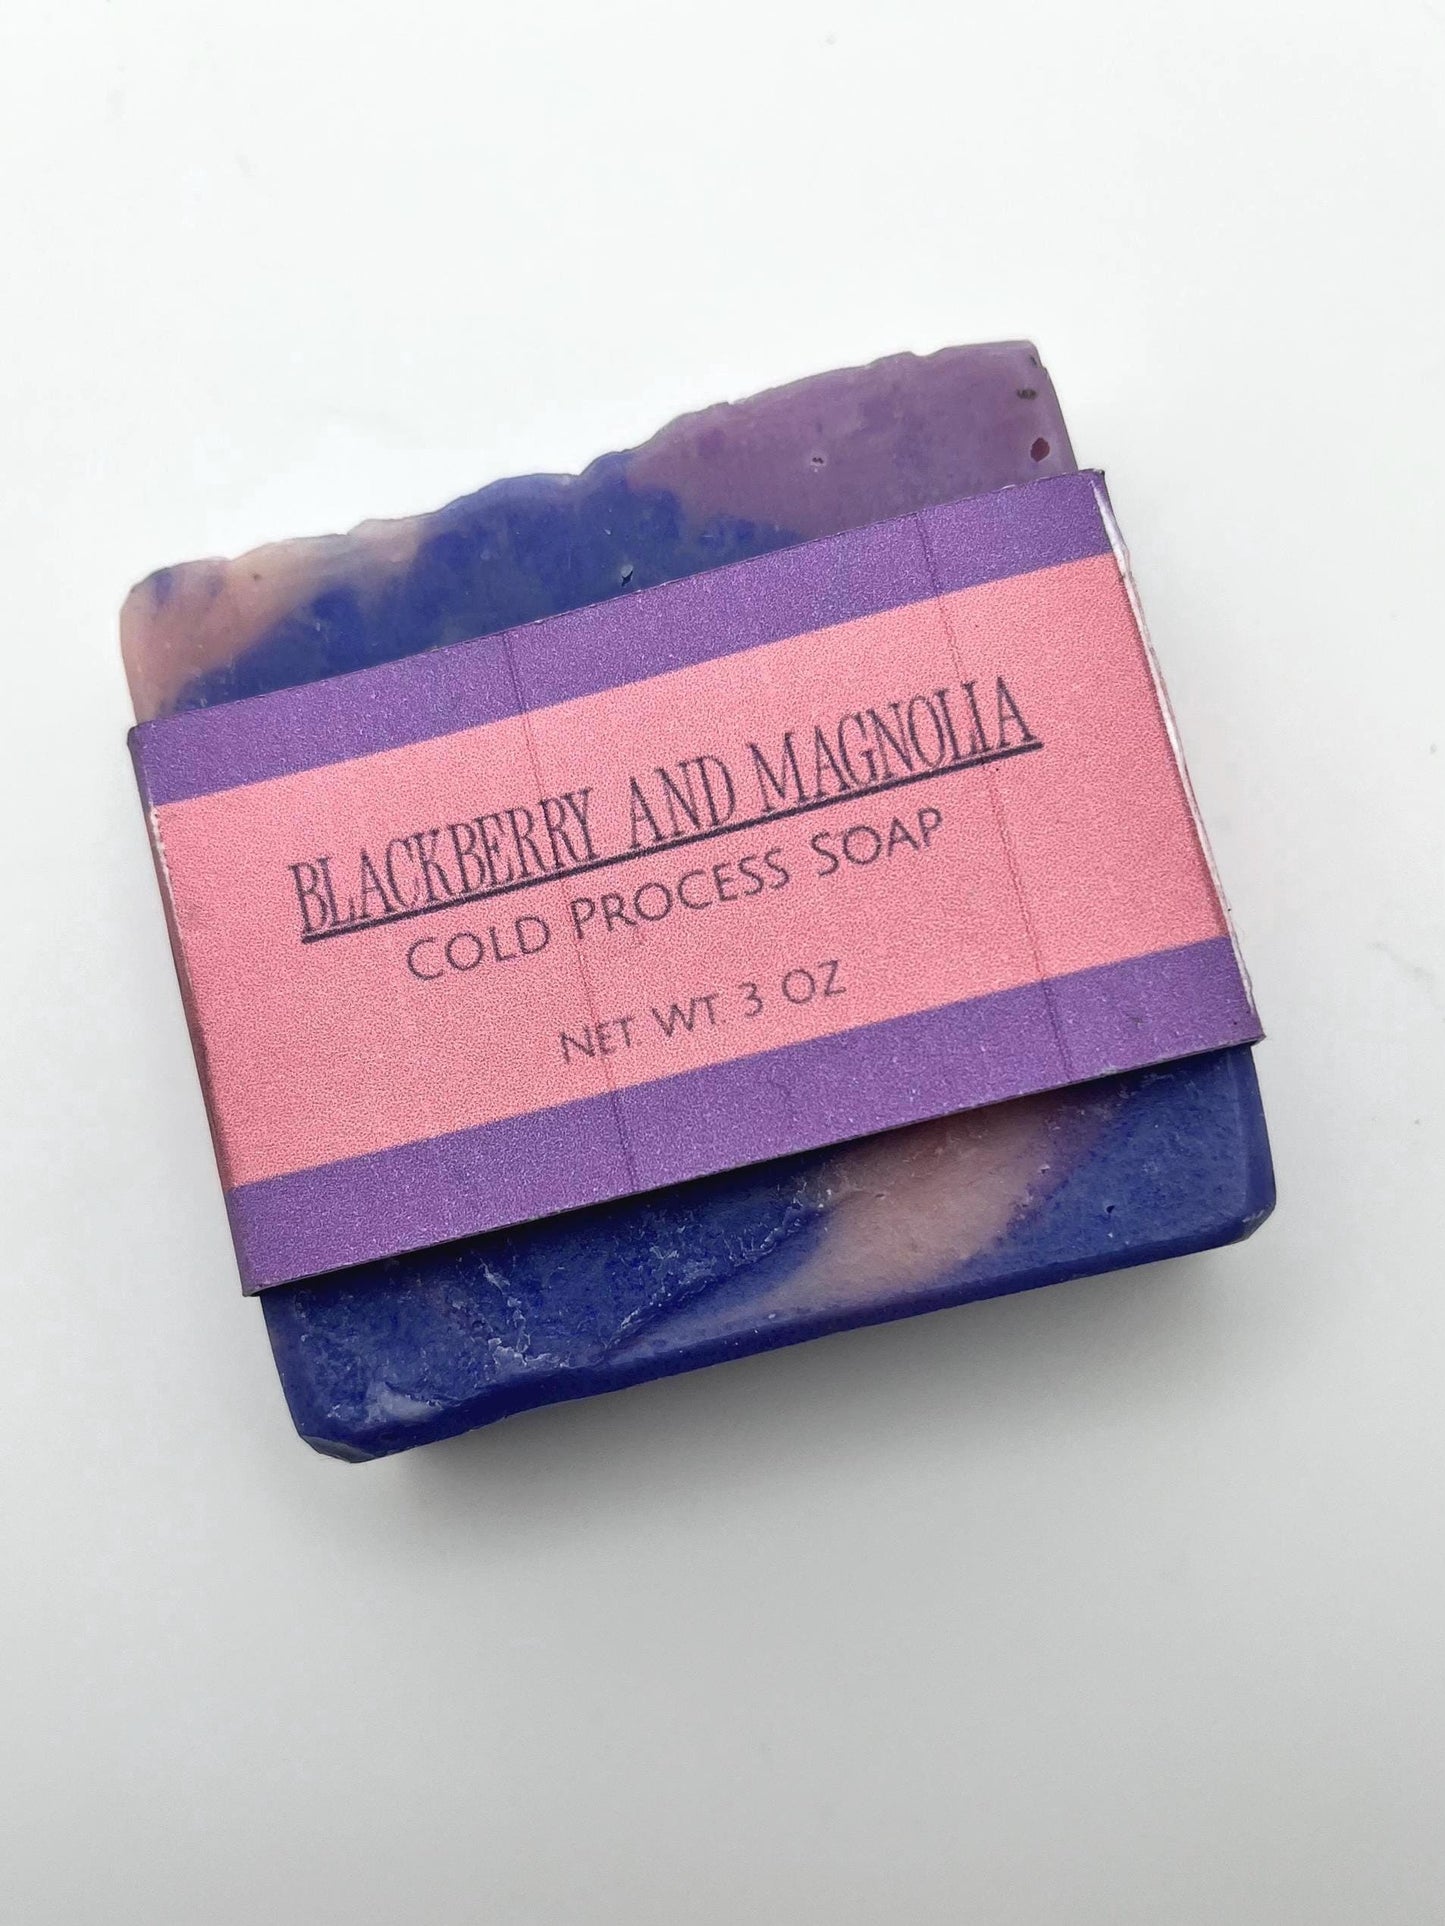 BLACKBERRY AND MAGNOLIA
COLD PROCESS SOAP
NET WT. 3 OZ